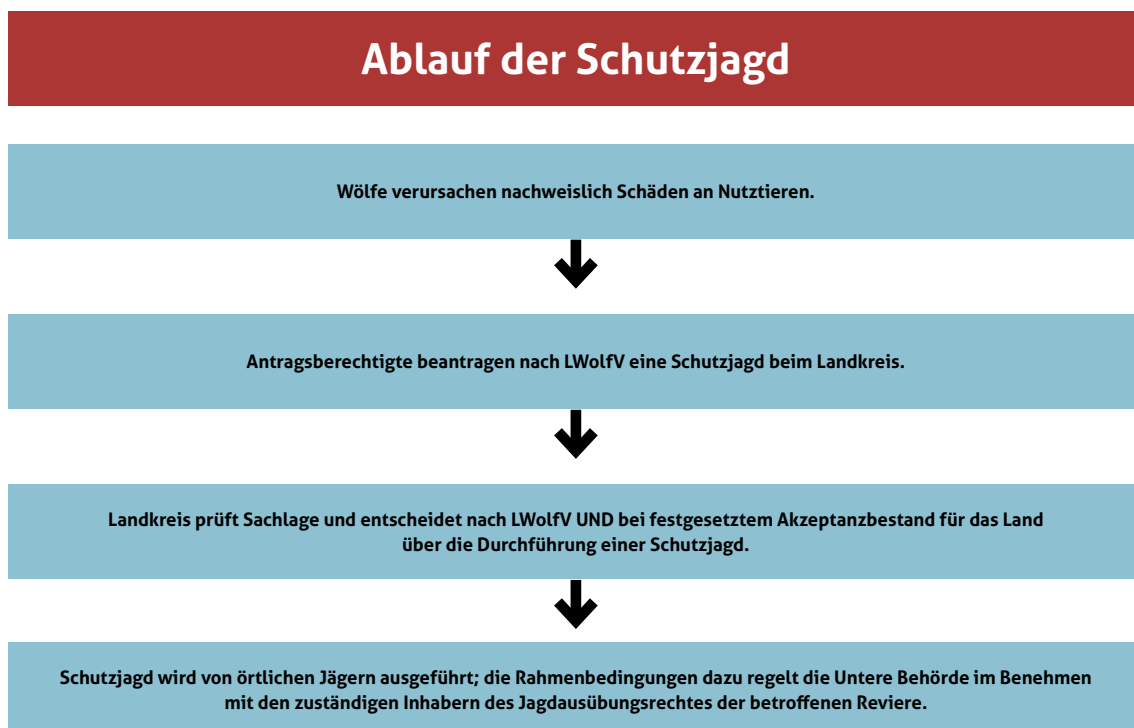 Ablauf der Schutzjagd
Wölfe verursachen nachweislich Schäden an Nutztieren.
Antragsberechtigte beantragen nach LWolfV eine Schutzjagd beim Landkreis.
Landkreis prüft Sachlage und entscheidet nach LWolfV UND bei festgesetztem Akzeptanzbestand für das Land
über die Durchführung einer Schutzjagd.
Schutzjagd wird von örtlichen Jägern ausgeführt; die Rahmenbedingungen dazu regelt die Untere Behörde im Benehmen
mit den zuständigen Inhabern des Jagdausübungsrechtes der betroffenen Reviere.